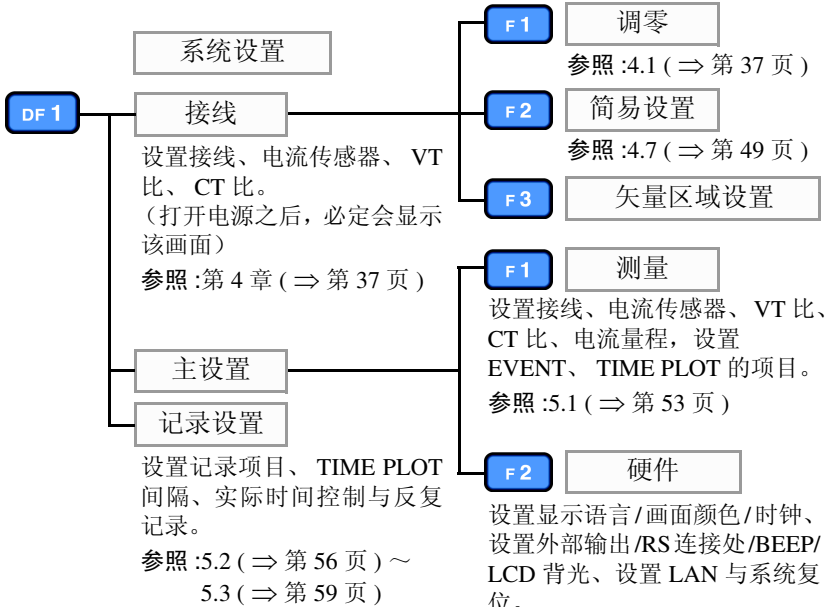 系统设置
DF 1
接线
设置接线、电流传感器、 VT
比、 CT 比。
（打开电源之后，必定会显示
该画面）
参照 :第 4 章 ( ⇒ 第 37 页 )
主设置
记录设置
设置记录项目、 TIME PLOT
间隔、实际时间控制与反复
记录。
参照 :5.2 ( ⇒ 第 56 页 ) ～
5.3 ( ⇒ 第 59 页 )
F 1
调零
参照 :4.1 ( ⇒ 第 37 页 )
F 2
简易设置
参照 :4.7 ( ⇒ 第 49 页 )
F 3
矢量区域设置
F 1
测量
设置接线、电流传感器、 VT 比、
CT 比、电流量程，设置
EVENT、 TIME PLOT 的项目。
参照 :5.1 ( ⇒ 第 53 页 )
F 2
硬件
设置显示语言/画面颜色/时钟、
设置外部输出/RS连接处/BEEP/
LCD 背光、设置 LAN 与系统复
位。